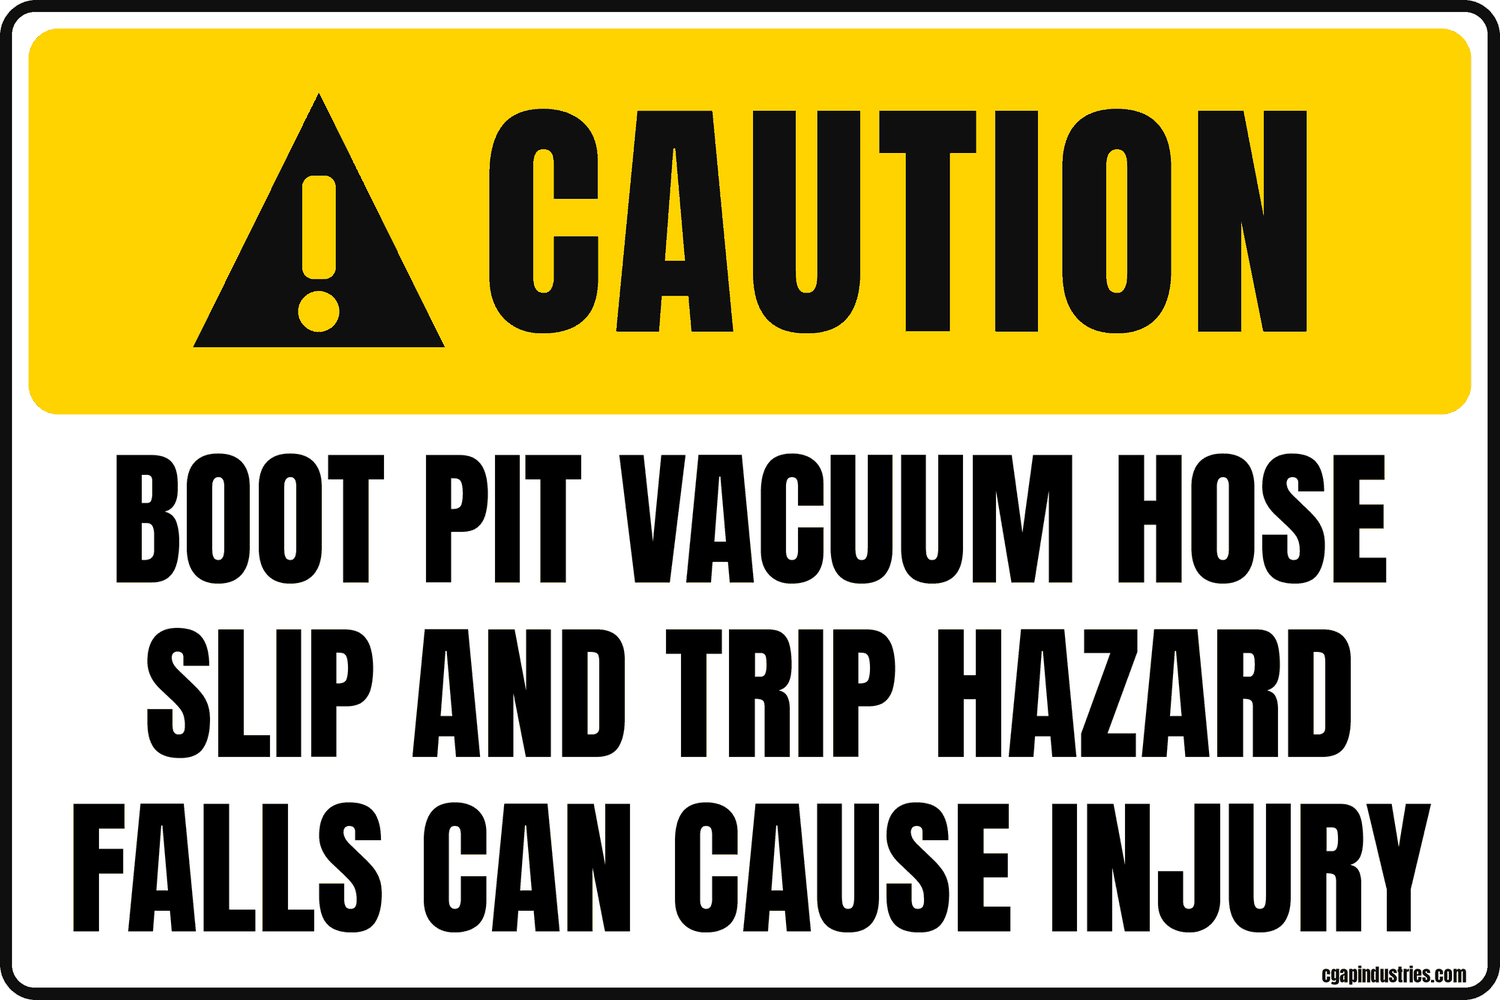 CAUTION
BOOT PIT VACUUM HOSE
SLIP AND TRIP HAZARD
FALLS CAN CAUSE INJURY
cgapindustries.com